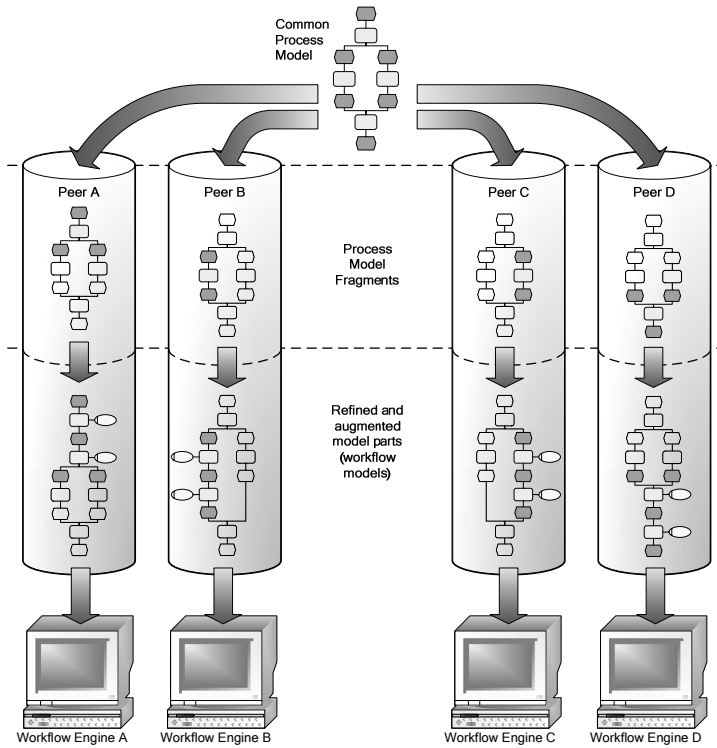 Common
Process
Model
Peer A
Peer B
Peer C
Peer D
Process
Model
Fragments
Refined and
augmented
model parts
(workflow
models)
Workflow Engine A
Workflow Engine B
Workflow Engine C
Workflow Engine D